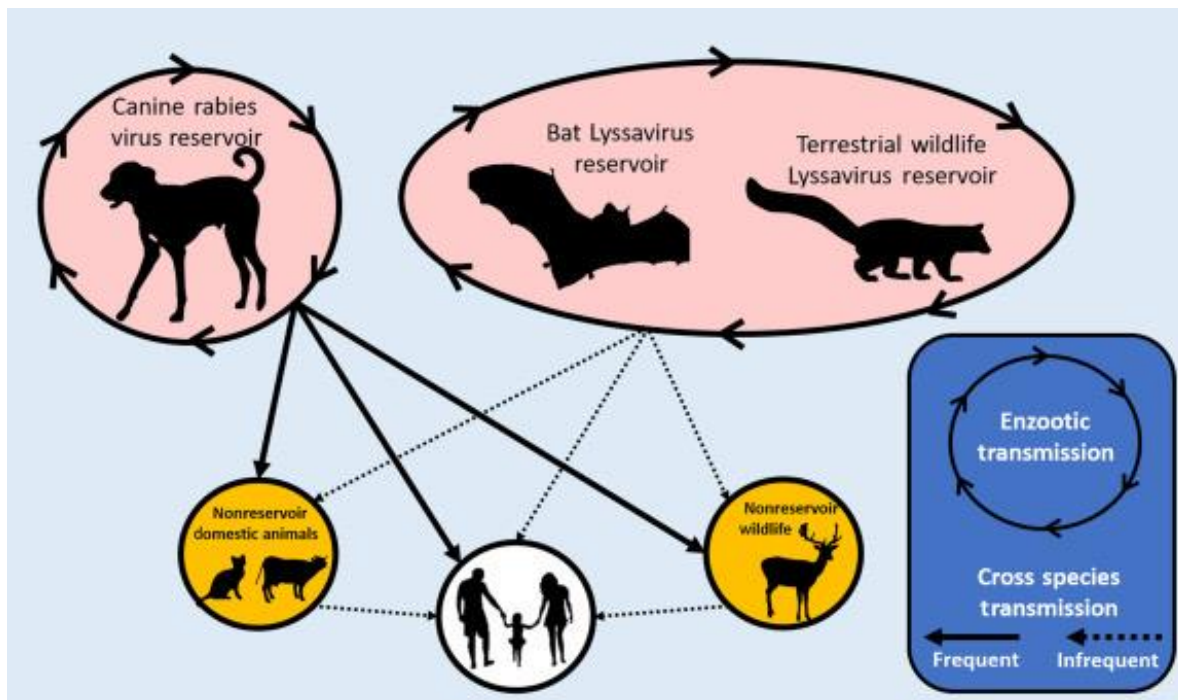 Canine rabies
virus reservoir
Bat Lyssavirus
reservoir
Terrestrial wildlife
Lyssavirus reservoir
Nonreservoir
domestic animals
Nonreservoir
wildlife
Enzootic
transmission
Cross species
transmission
Frequent
Infrequent